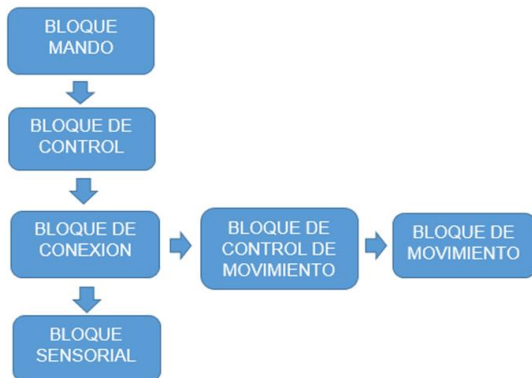 BLOQUE
MANDO
BLOQUE DE
CONTROL
BLOQUE DE
CONEXION
BLOQUE DE
CONTROL DE
MOVIMIENTO
BLOQUE DE
MOVIMIENTO
BLOQUE
SENSORIAL